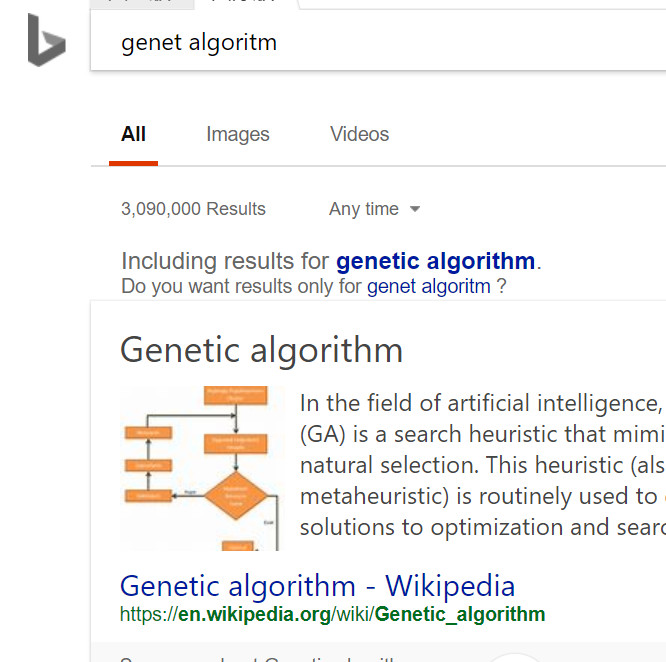 genet algoritm
All Images Videos
3,090,000 Results Any time
Including results for genetic algorithm.
Do you want results only for genet algoritm ?
Genetic algorithm
In the field of artificial intelligence,
(GA) is a search heuristic that mimi
natural selection. This heuristic (als
metaheuristic) is routinely used to
solutions to optimization and searc
Genetic algorithm - Wikipedia
https://en.wikipedia.org/wiki/Genetic_algorithm